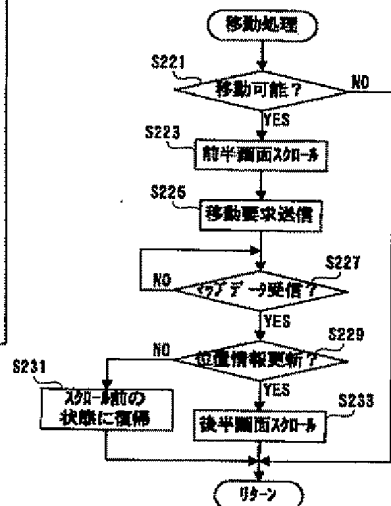 移動処理
S221
移動可能？
NO
YES
S223
前半画面スクロール
S225
移動要求送信
S227
マップデータ受信？
NO
YES
S229
位置情報更新？
NO
YES
S231
スクロール前の
状態に復帰
S233
後半画面スクロール
リターン